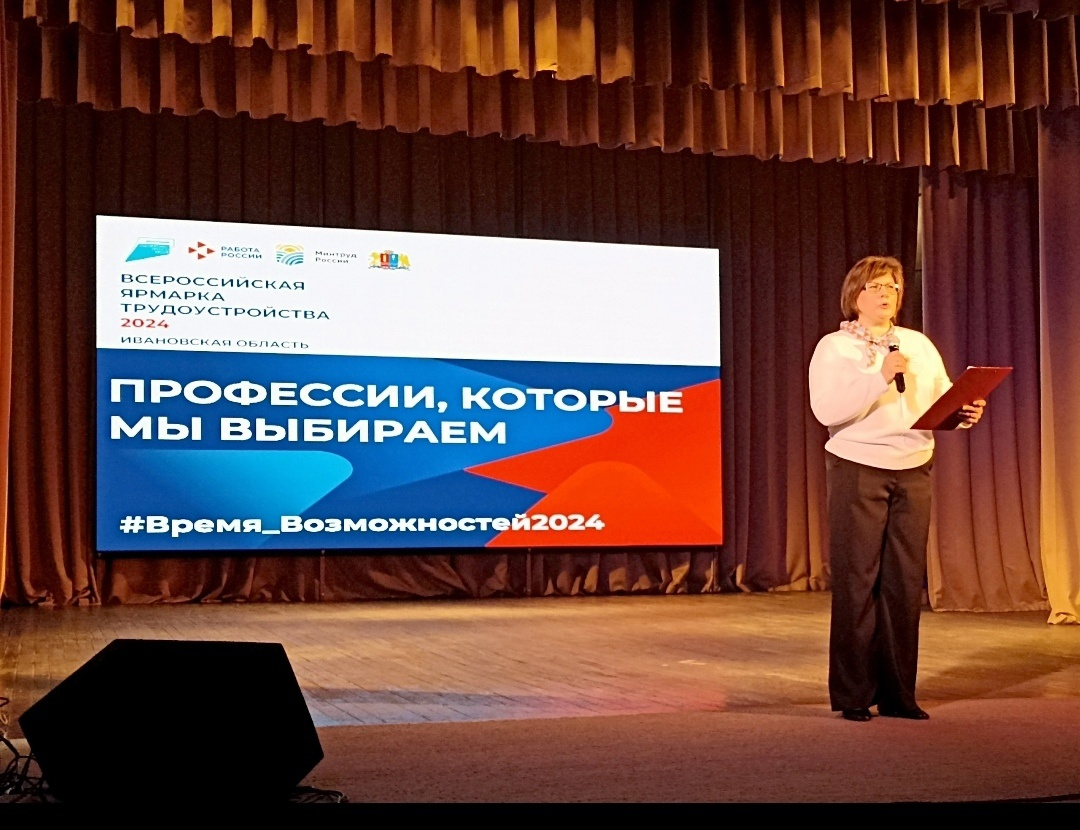 РАБОТА
РОССИИ
Минтруд
России
ВСЕРОССИЙСКАЯ
ЯРМАРКА
ТРУДОУСТРОЙСТВА
2024
ИВАНОВСКАЯ ОБЛАСТЬ
ПРОФЕССИИ, КОТОРЫЕ
МЫ ВЫБИРАЕМ
#Время_Возможностей2024